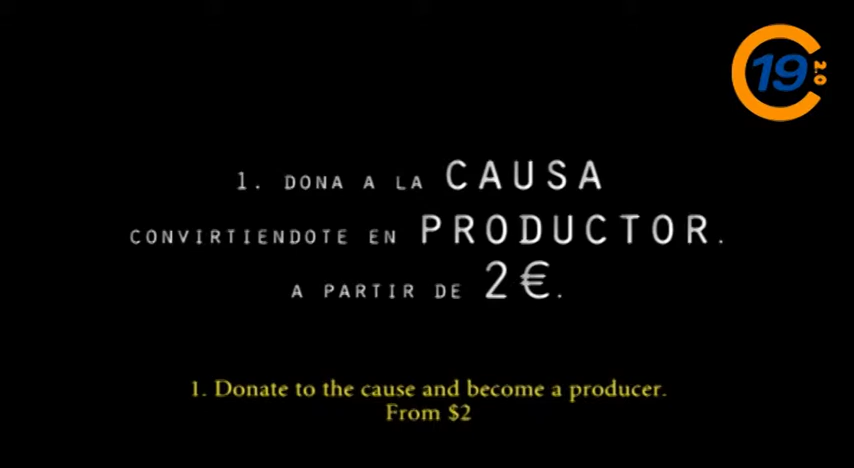 19
2.0
1. DONA A LA CAUSA
CONVIRTIENDOTE EN PRODUCTOR.
A PARTIR DE 2€.
1. Donate to the cause and become a producer.
From $2